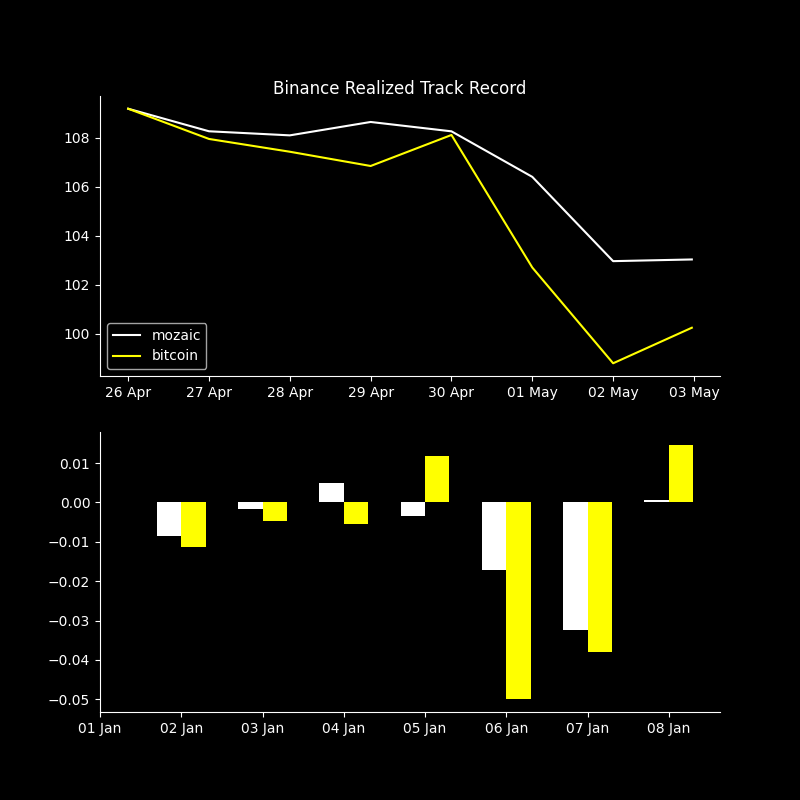 Binance Realized Track Record
108
106
104
102
100
mozaic
bitcoin
26 Apr 27 Apr 28 Apr 29 Apr 30 Apr 01 May 02 May 03 May
0.01
0.00
−0.01
−0.02
−0.03
−0.04
−0.05
01 Jan 02 Jan 03 Jan 04 Jan 05 Jan 06 Jan 07 Jan 08 Jan